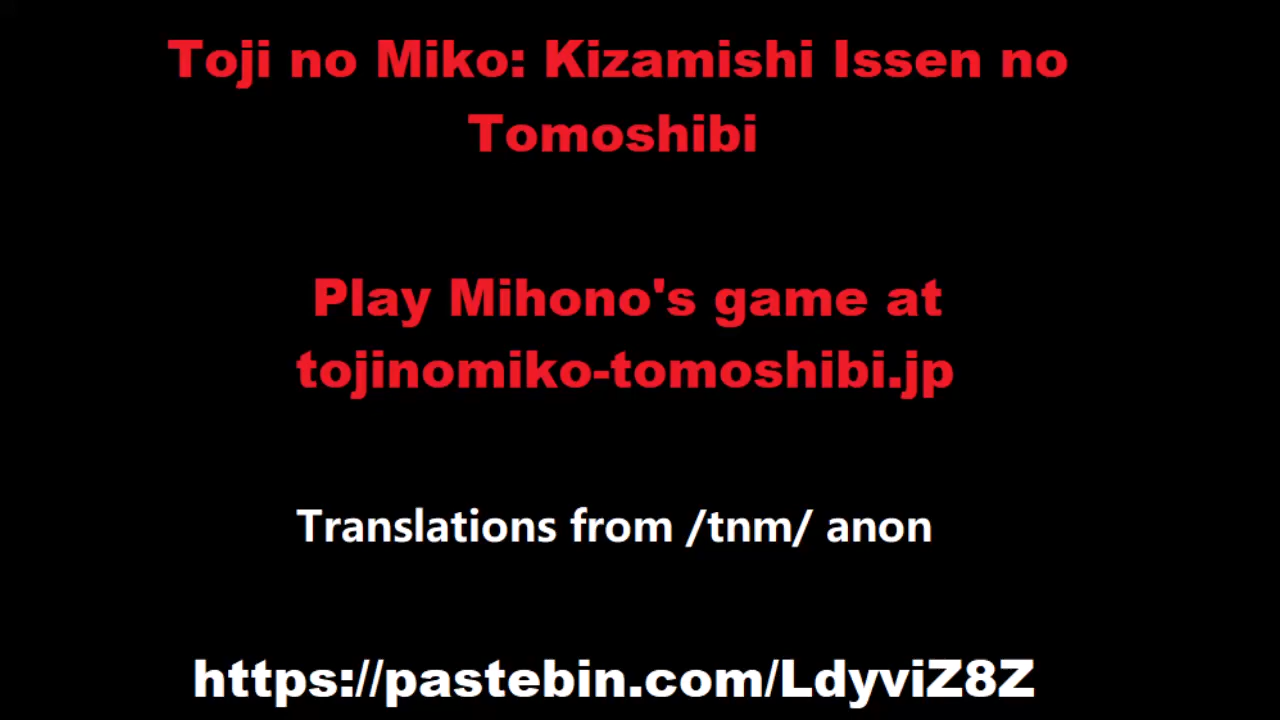 Toji no Miko: Kizamishi Issen no
Tomoshibi
Play Mihono's game at
tojinomiko-tomoshibi.jp
Translations from /tnm/ anon
https://pastebin.com/LdyviZ8Z